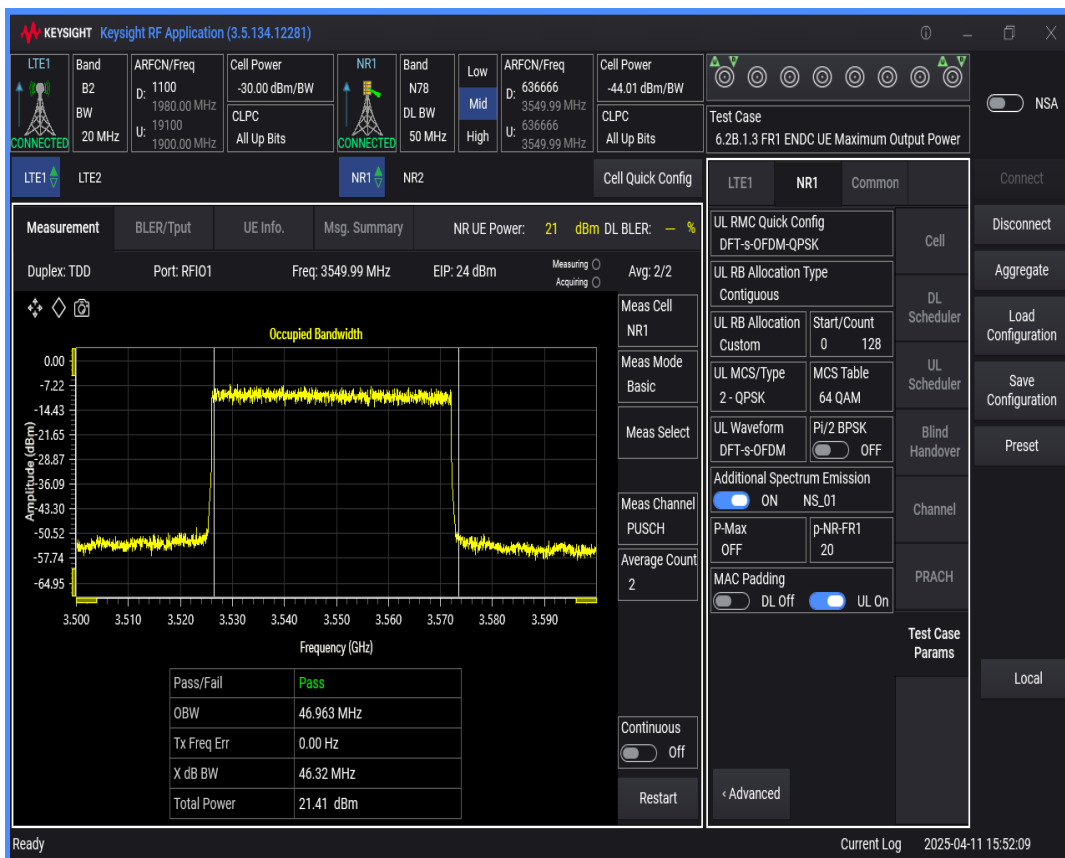 KEYSIGHT Keysight RF Application (3.5.134.12281)
LTE1
CONNECTED
Band
B2
BW
20 MHz
ARFCN/Freq
D: 1100
1980.00 MHz
U: 19100
1900.00 MHz
Cell Power
-30.00 dBm/BW
CLPC
All Up Bits
NR1
CONNECTED
Band
N78
DL BW
50 MHz
Low
Mid
High
ARFCN/Freq
D: 636666
3549.99 MHz
U: 636666
3549.99 MHz
Cell Power
-44.01 dBm/BW
CLPC
All Up Bits
Test Case
6.2B.1.3 FR1 ENDC UE Maximum Output Power
NSA
LTE1 LTE2 NR1 NR2 Cell Quick Config
Measurement BLER/Tput UE Info. Msg. Summary NR UE Power: 21 dBm DL BLER: — %
Duplex: TDD Port: RFIO1 Freq: 3549.99 MHz EIP: 24 dBm Measuring Avg: 2/2
Acquiring
Occupied Bandwidth
Amplitude (dBm)
0.00
-7.22
-14.43
-21.65
-28.87
-36.09
-43.30
-50.52
-57.74
-64.95
3.500 3.510 3.520 3.530 3.540 3.550 3.560 3.570 3.580 3.590
Frequency (GHz)
Pass/Fail Pass
OBW 46.963 MHz
Tx Freq Err 0.00 Hz
X dB BW 46.32 MHz
Total Power 21.41 dBm
Meas Cell
NR1
Meas Mode
Basic
Meas Select
Meas Channel
PUSCH
Average Count
2
Continuous
Off
Restart
LTE1 NR1 Common
UL RMC Quick Config
DFT-s-OFDM-QPSK
UL RB Allocation Type
Contiguous
UL RB Allocation Start/Count
Custom 0 128
UL MCS/Type MCS Table
2 - QPSK 64 QAM
UL Waveform Pi/2 BPSK
DFT-s-OFDM OFF
Additional Spectrum Emission
ON NS_01
P-Max p-NR-FR1
OFF 20
MAC Padding
DL Off UL On
‹ Advanced
Cell
DL
Scheduler
UL
Scheduler
Blind
Handover
Channel
PRACH
Test Case
Params
Connect
Disconnect
Aggregate
Load
Configuration
Save
Configuration
Preset
Local
Ready Current Log 2025-04-11 15:52:09